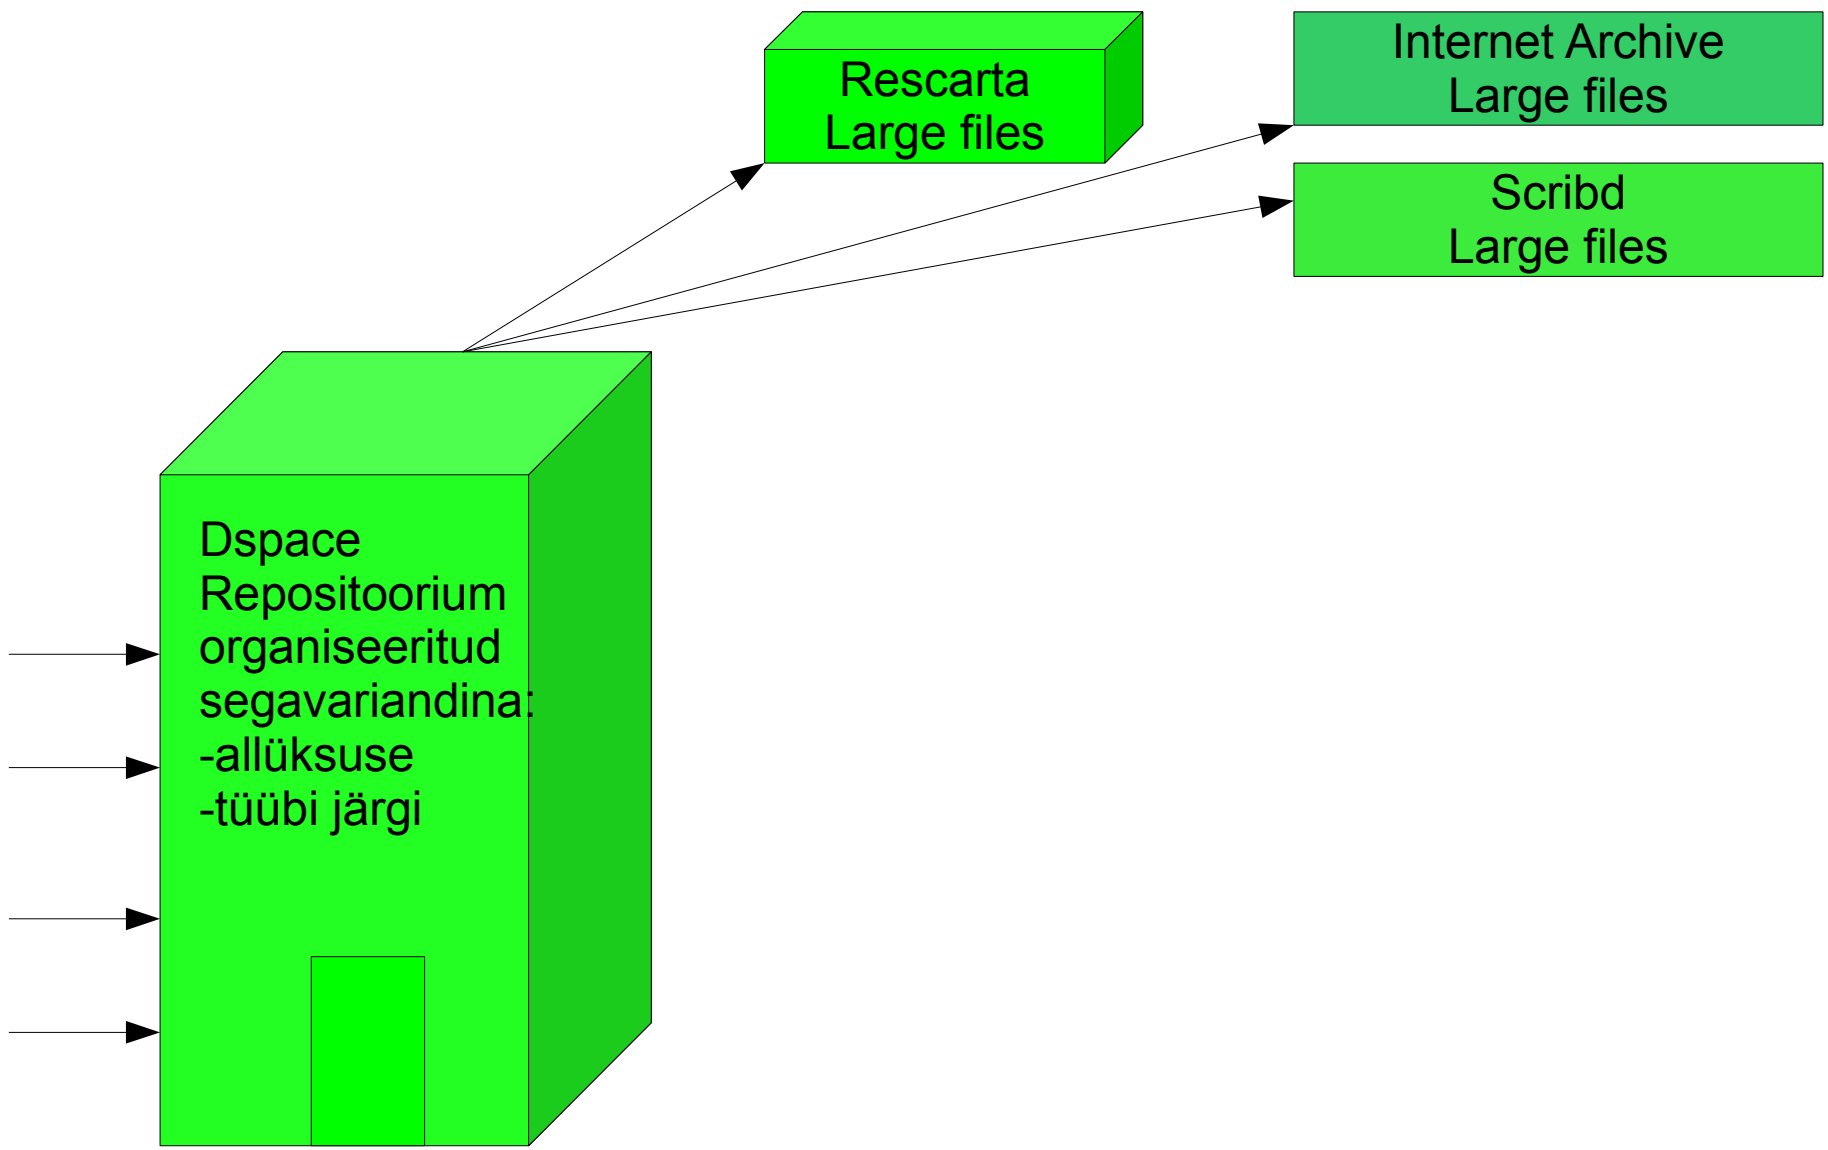 Rescarta
Large files
Internet Archive
Large files
Scribd
Large files
Dspace
Repositoorium
organiseeritud
segavariandina:
-allüksuse
-tüübi järgi